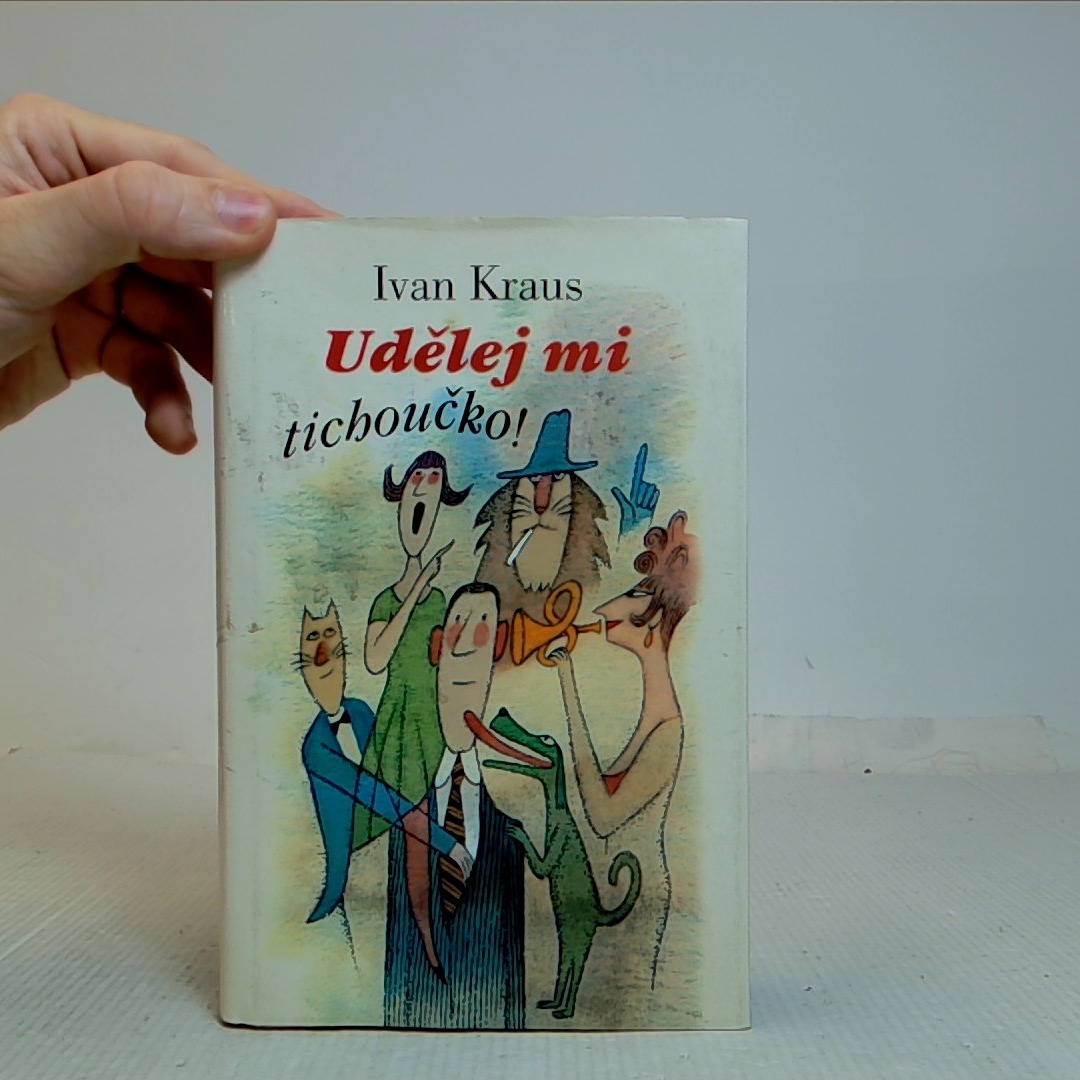 Ivan Kraus
Udělej mi
tichoučko!